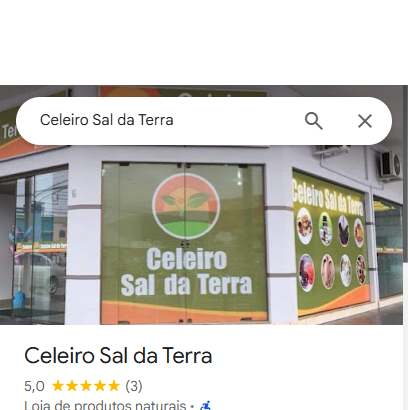 Celeiro Sal da Terra
Celeiro Sal da Terra
Celeiro
Sal da Terra
Celeiro Sal da Terra
5,0 (3)
Loja de produtos naturais ·